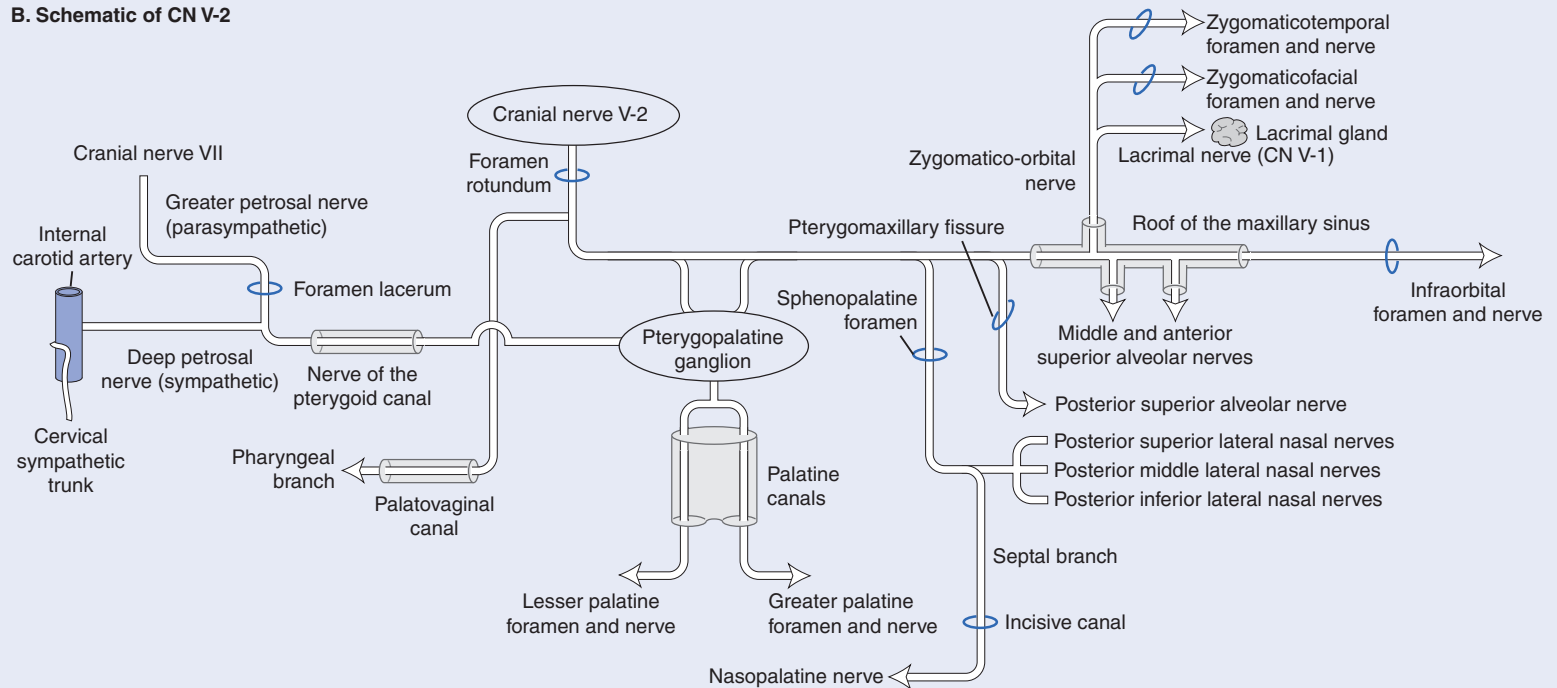 B. Schematic of CN V-2
Zygomaticotemporal
foramen and nerve
Zygomaticofacial
foramen and nerve
Lacrimal gland
Lacrimal nerve (CN V-1)
Zygomatico-orbital
nerve
Cranial nerve V-2
Foramen
rotundum
Cranial nerve VII
Greater petrosal nerve
(parasympathetic)
Internal
carotid artery
Foramen lacerum
Deep petrosal
nerve (sympathetic)
Nerve of the
pterygoid canal
Cervical
sympathetic
trunk
Pharyngeal
branch
Palatovaginal
canal
Pterygopalatine
ganglion
Palatine
canals
Lesser palatine
foramen and nerve
Greater palatine
foramen and nerve
Pterygomaxillary fissure
Sphenopalatine
foramen
Roof of the maxillary sinus
Infraorbital
foramen and nerve
Middle and anterior
superior alveolar nerves
Posterior superior alveolar nerve
Posterior superior lateral nasal nerves
Posterior middle lateral nasal nerves
Posterior inferior lateral nasal nerves
Septal branch
Incisive canal
Nasopalatine nerve